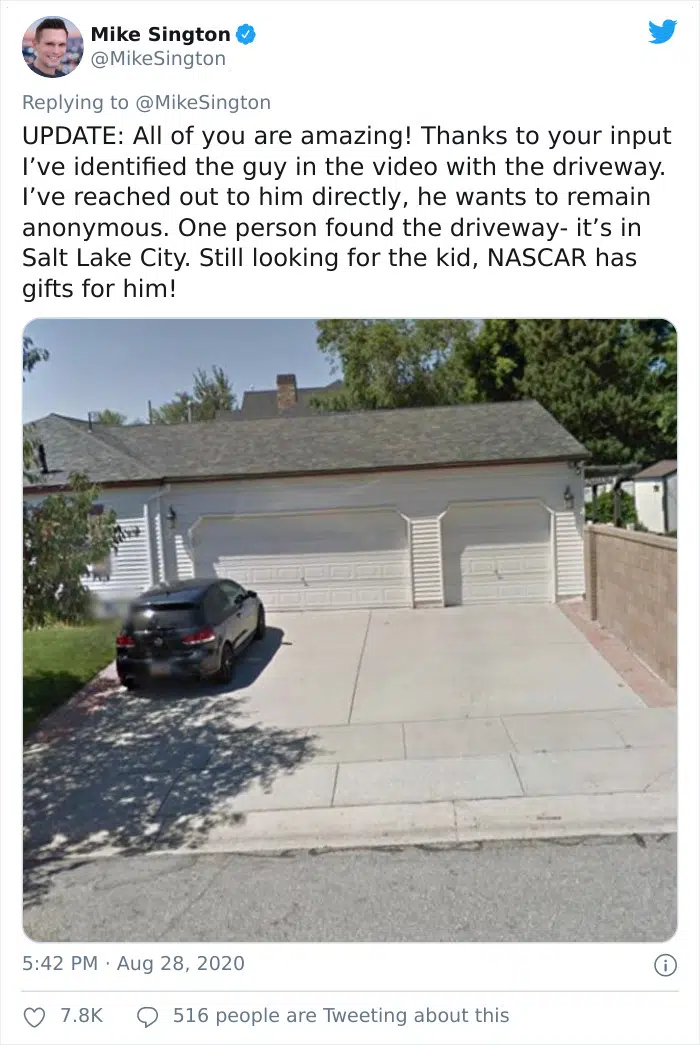 Mike Sington
@MikeSington
Replying to @MikeSington
UPDATE: All of you are amazing! Thanks to your input
I’ve identified the guy in the video with the driveway.
I’ve reached out to him directly, he wants to remain
anonymous. One person found the driveway- it’s in
Salt Lake City. Still looking for the kid, NASCAR has
gifts for him!
5:42 PM · Aug 28, 2020
7.8K 516 people are Tweeting about this